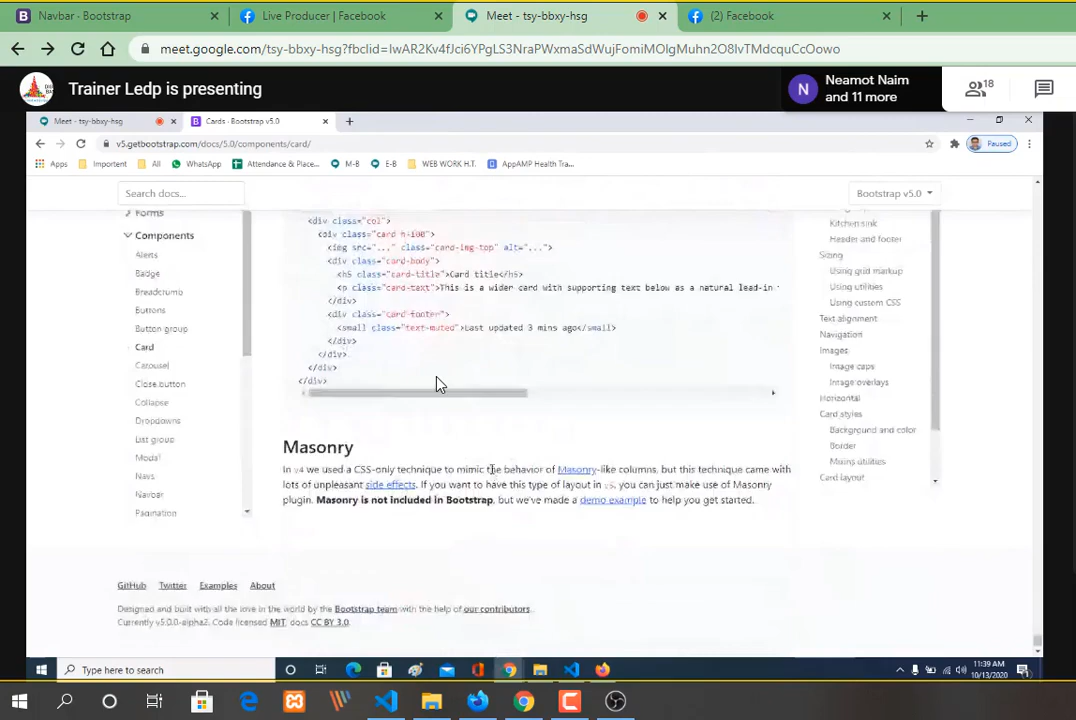 Navbar - Bootstrap
Live Producer | Facebook
Meet - tsy-bbxy-hsg
(2) Facebook
meet.google.com/tsy-bbxy-hsg?fbclid=IwAR2Kv4fJci6YPgLS3NraPWxmaSdWujFomiMOIgMuhn2O8IvTMdcquCcOowo
Trainer Ledp is presenting
N
Neamot Naim
and 11 more
18
Meet - tsy-bbxy-hsg
Cards · Bootstrap v5.0
v5.getbootstrap.com/docs/5.0/components/card/
Paused
Apps
Importent
All
WhatsApp
Attendance & Place...
M-B
E-B
WEB WORK H.T.
AppAMP Health Tra...
Search docs...
Bootstrap v5.0
Forms
Components
Alerts
Badge
Breadcrumb
Buttons
Button group
Card
Carousel
Close button
Collapse
Dropdowns
List group
Modal
Navs
Navbar
Pagination
<div class="col">
<div class="card h-100">
<img src="..." class="card-img-top" alt="...">
<div class="card-body">
<h5 class="card-title">Card title</h5>
<p class="card-text">This is a wider card with supporting text below as a natural lead-in
</div>
<div class="card-footer">
<small class="text-muted">Last updated 3 mins ago</small>
</div>
</div>
</div>
</div>
Masonry
In v4 we used a CSS-only technique to mimic the behavior of Masonry-like columns, but this technique came with
lots of unpleasant side effects. If you want to have this type of layout in v5, you can just make use of Masonry
plugin. Masonry is not included in Bootstrap, but we've made a demo example to help you get started.
Kitchen sink
Header and footer
Sizing
Using grid markup
Using utilities
Using custom CSS
Text alignment
Navigation
Images
Image caps
Image overlays
Horizontal
Card styles
Background and color
Border
Mixins utilities
Card layout
GitHub
Twitter
Examples
About
Designed and built with all the love in the world by the Bootstrap team with the help of our contributors.
Currently v5.0.0-alpha2. Code licensed MIT, docs CC BY 3.0.
Type here to search
11:39 AM
10/13/2020